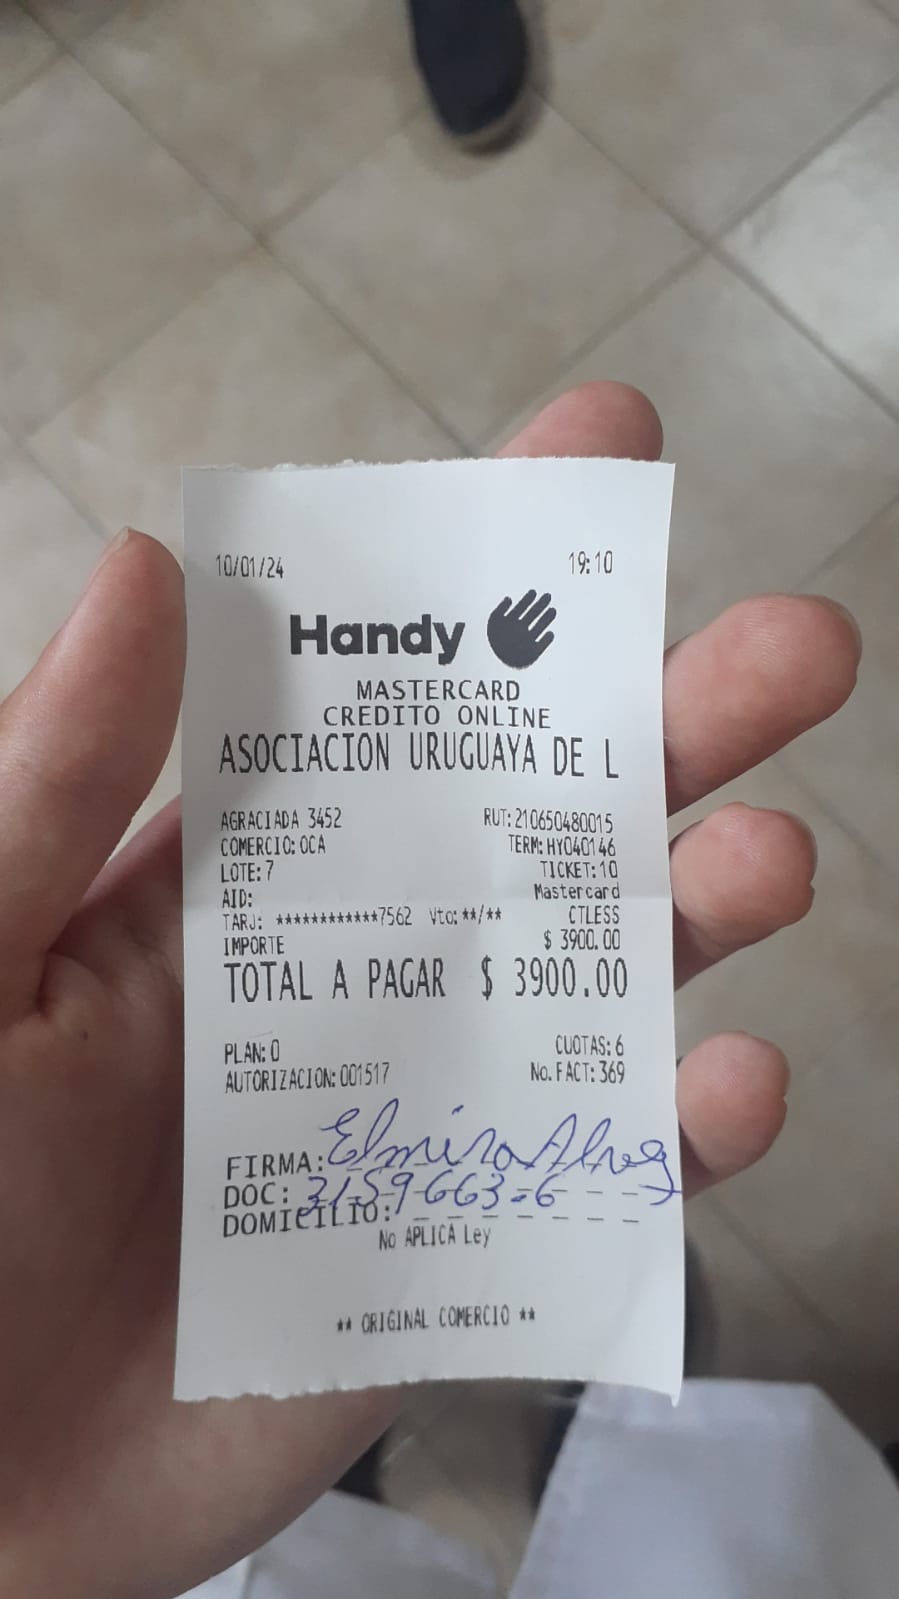 10/01/24 19:10
Handy
MASTERCARD
CREDITO ONLINE
ASOCIACION URUGUAYA DE L
AGRACIADA 3452 RUT: 210650480015
COMERCIO: OCA TERM: HY040146
LOTE: 7 TICKET: 10
AID: Mastercard
TARJ: ************7562 Vto: **/** CTLESS
IMPORTE $ 3900.00
TOTAL A PAGAR $ 3900.00
PLAN: 0 CUOTAS: 6
AUTORIZACION: 001517 No. FACT: 369
FIRMA: Elmira Alvez
DOC: 3159663-6
DOMICILIO:
No APLICA Ley
** ORIGINAL COMERCIO **